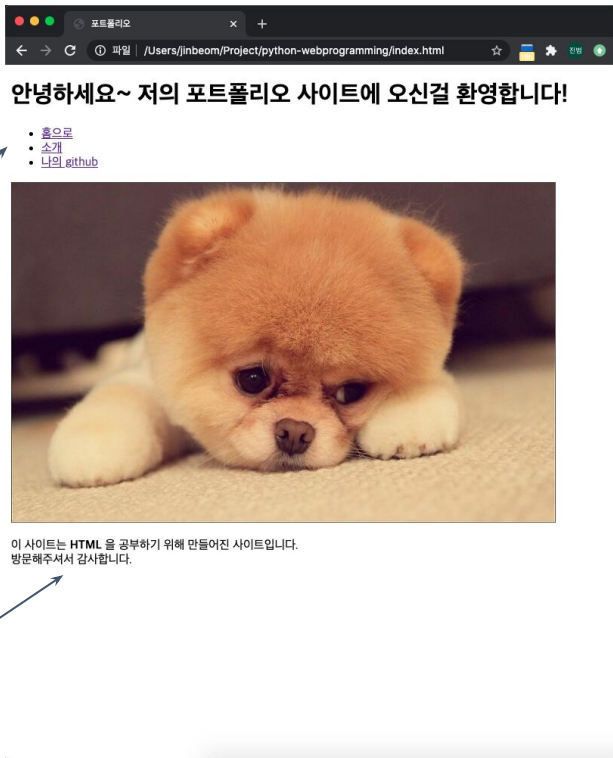 포트폴리오
파일 | /Users/jinbeom/Project/python-webprogramming/index.html
진범
안녕하세요~ 저의 포트폴리오 사이트에 오신걸 환영합니다!
홈으로
소개
나의 github
이 사이트는 HTML 을 공부하기 위해 만들어진 사이트입니다.
방문해주셔서 감사합니다.